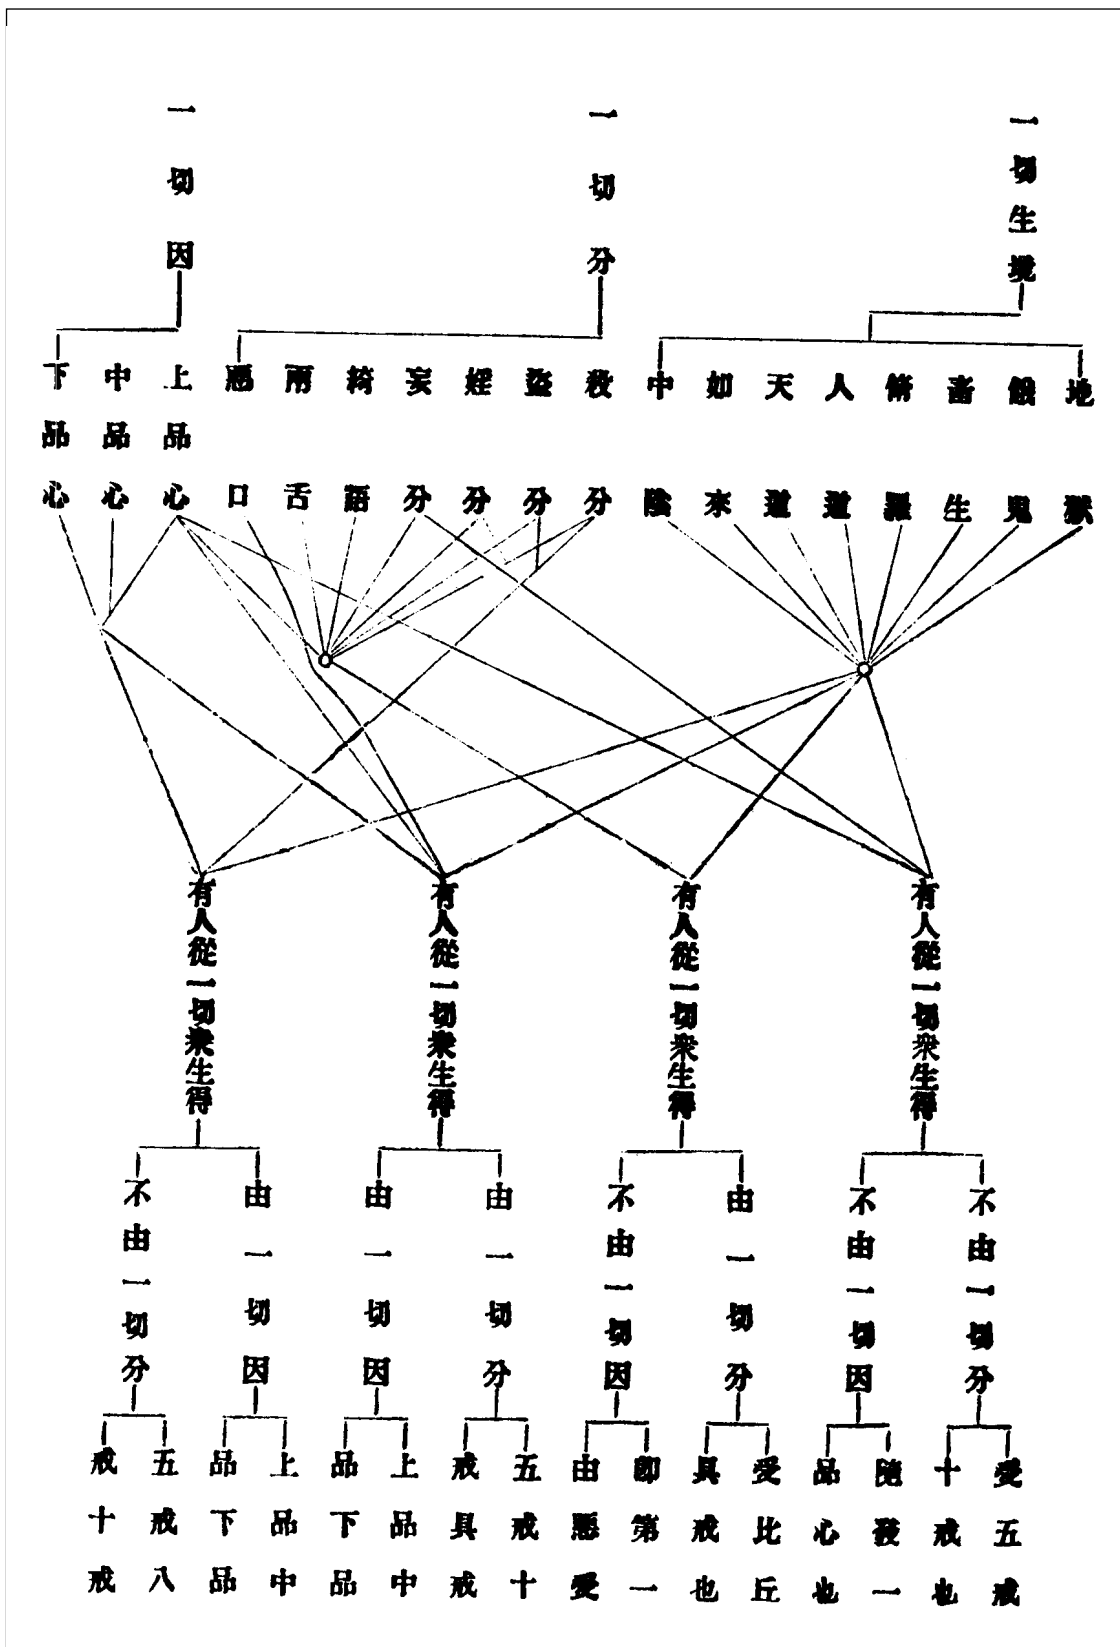 一切生境
一切分
一切因
地獄
餓鬼
畜生
脩羅
人道
天道
如來
中陰
殺分
盜分
婬分
妄分
綺語
兩舌
惡口
上品心
中品心
下品心
有人從一切衆生得
有人從一切衆生得
有人從一切衆生得
有人從一切衆生得
不由一切分
不由一切因
由一切分
不由一切因
由一切分
由一切因
由一切因
不由一切分
受五戒
十戒也
隨發一
品心也
受比丘
具戒也
即第一
由惡愛
五戒十
戒具戒
上品中
品下品
上品中
品下品
五戒八
戒十戒